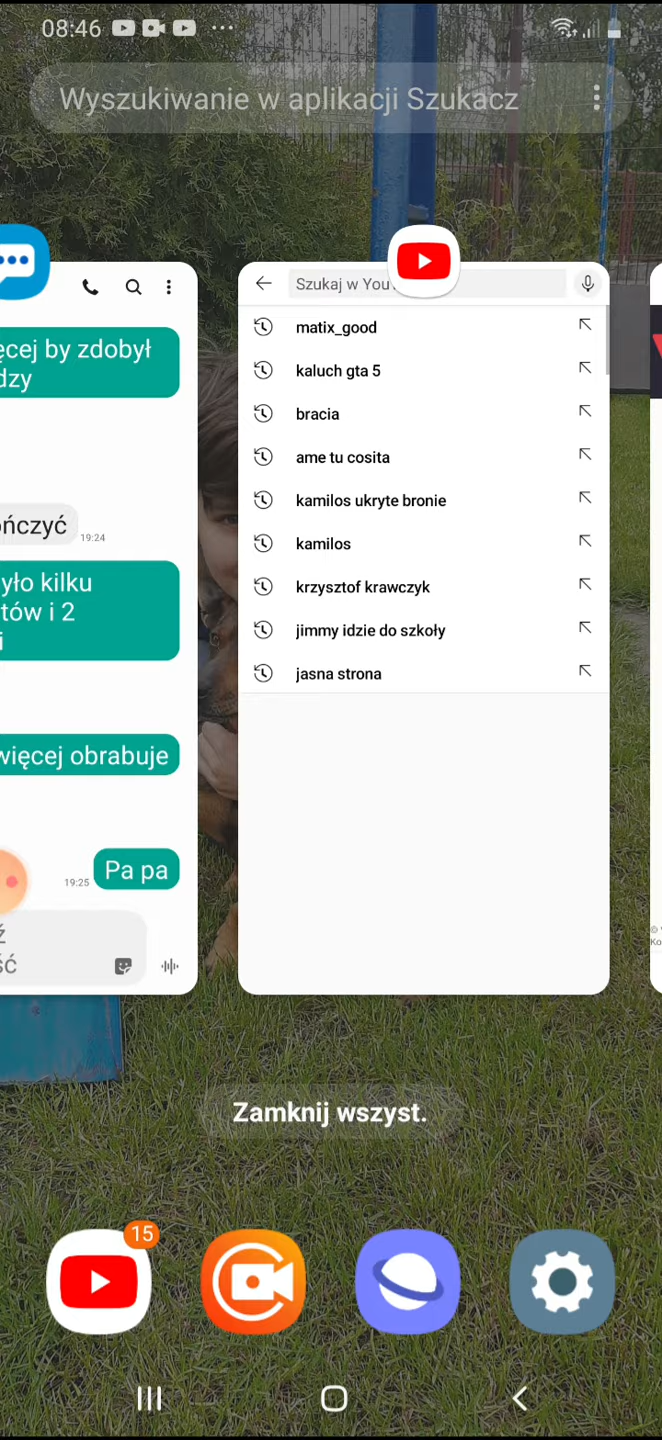 08:46
Wyszukiwanie w aplikacji Szukacz
ęcej by zdobył
dzy
ończyć
19:24
yło kilku
tów i 2
i
więcej obrabuje
19:25
Pa pa
ź
ść
Szukaj w You
matix_good
kaluch gta 5
bracia
ame tu cosita
kamilos ukryte bronie
kamilos
krzysztof krawczyk
jimmy idzie do szkoły
jasna strona
Zamknij wszyst.
15